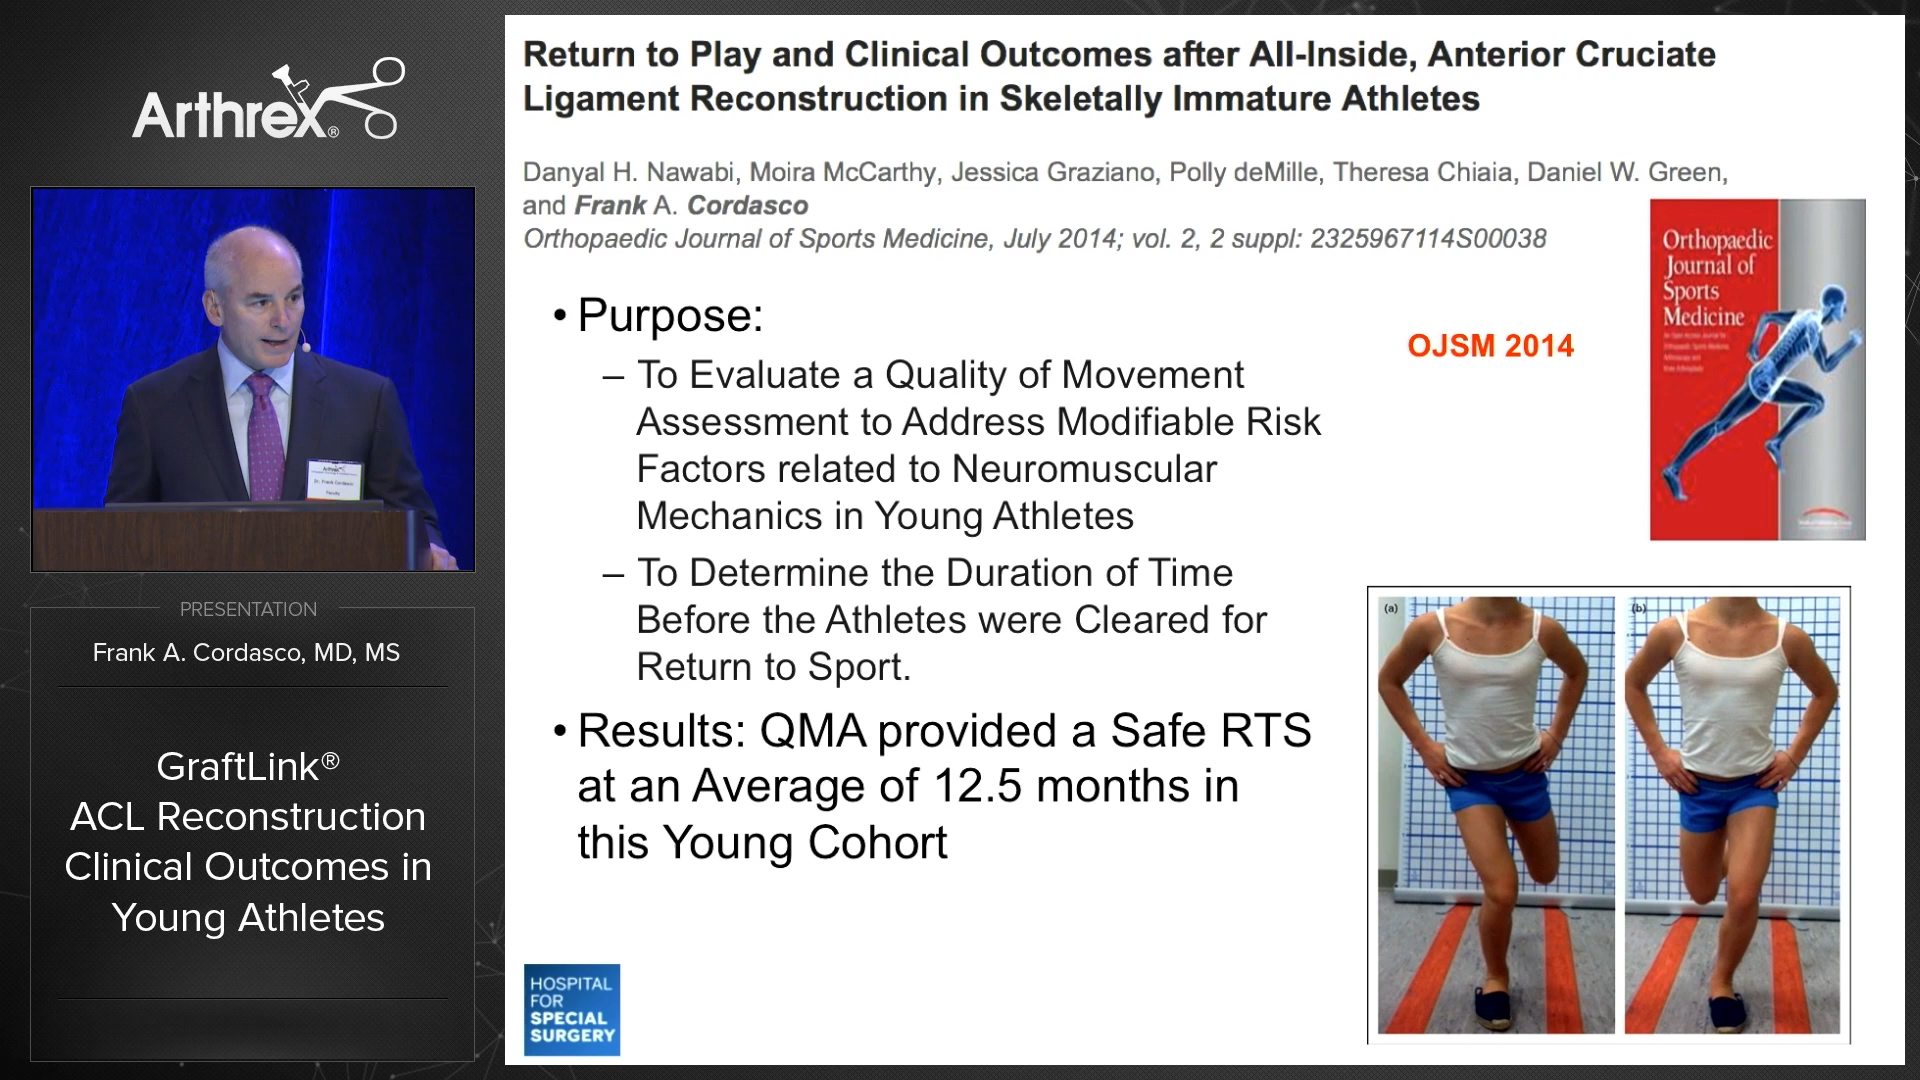 Arthrex®
PRESENTATION
Frank A. Cordasco, MD, MS
GraftLink®
ACL Reconstruction
Clinical Outcomes in
Young Athletes
Return to Play and Clinical Outcomes after All-Inside, Anterior Cruciate
Ligament Reconstruction in Skeletally Immature Athletes
Danyal H. Nawabi, Moira McCarthy, Jessica Graziano, Polly deMille, Theresa Chiaia, Daniel W. Green,
and Frank A. Cordasco
Orthopaedic Journal of Sports Medicine, July 2014; vol. 2, 2 suppl: 2325967114S00038
• Purpose:
– To Evaluate a Quality of Movement
Assessment to Address Modifiable Risk
Factors related to Neuromuscular
Mechanics in Young Athletes
– To Determine the Duration of Time
Before the Athletes were Cleared for
Return to Sport.
• Results: QMA provided a Safe RTS
at an Average of 12.5 months in
this Young Cohort
OJSM 2014
Orthopaedic
Journal of
Sports
Medicine
(a)
(b)
HOSPITAL
FOR
SPECIAL
SURGERY
Arthrex
Dr. Frank Cordasco
Faculty